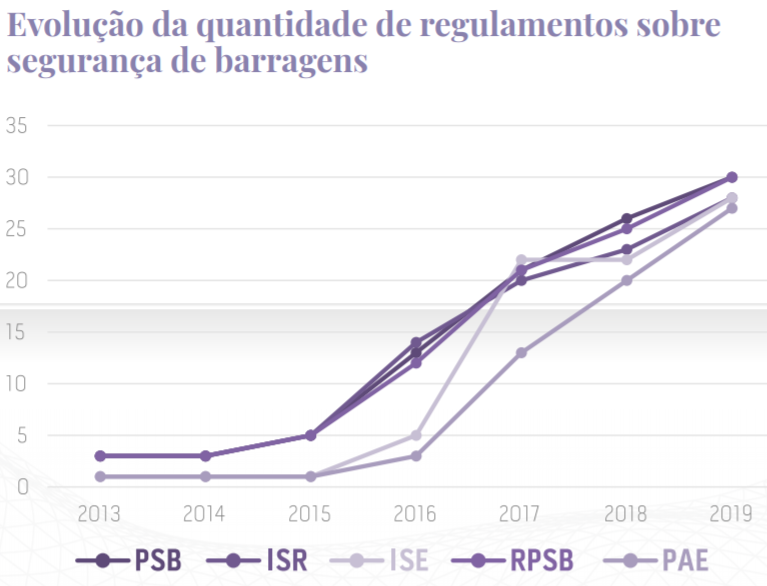 Evolução da quantidade de regulamentos sobre
segurança de barragens
35
30
25
20
15
10
5
0
2013 2014 2015 2016 2017 2018 2019
PSB ISR ISE RPSB PAE